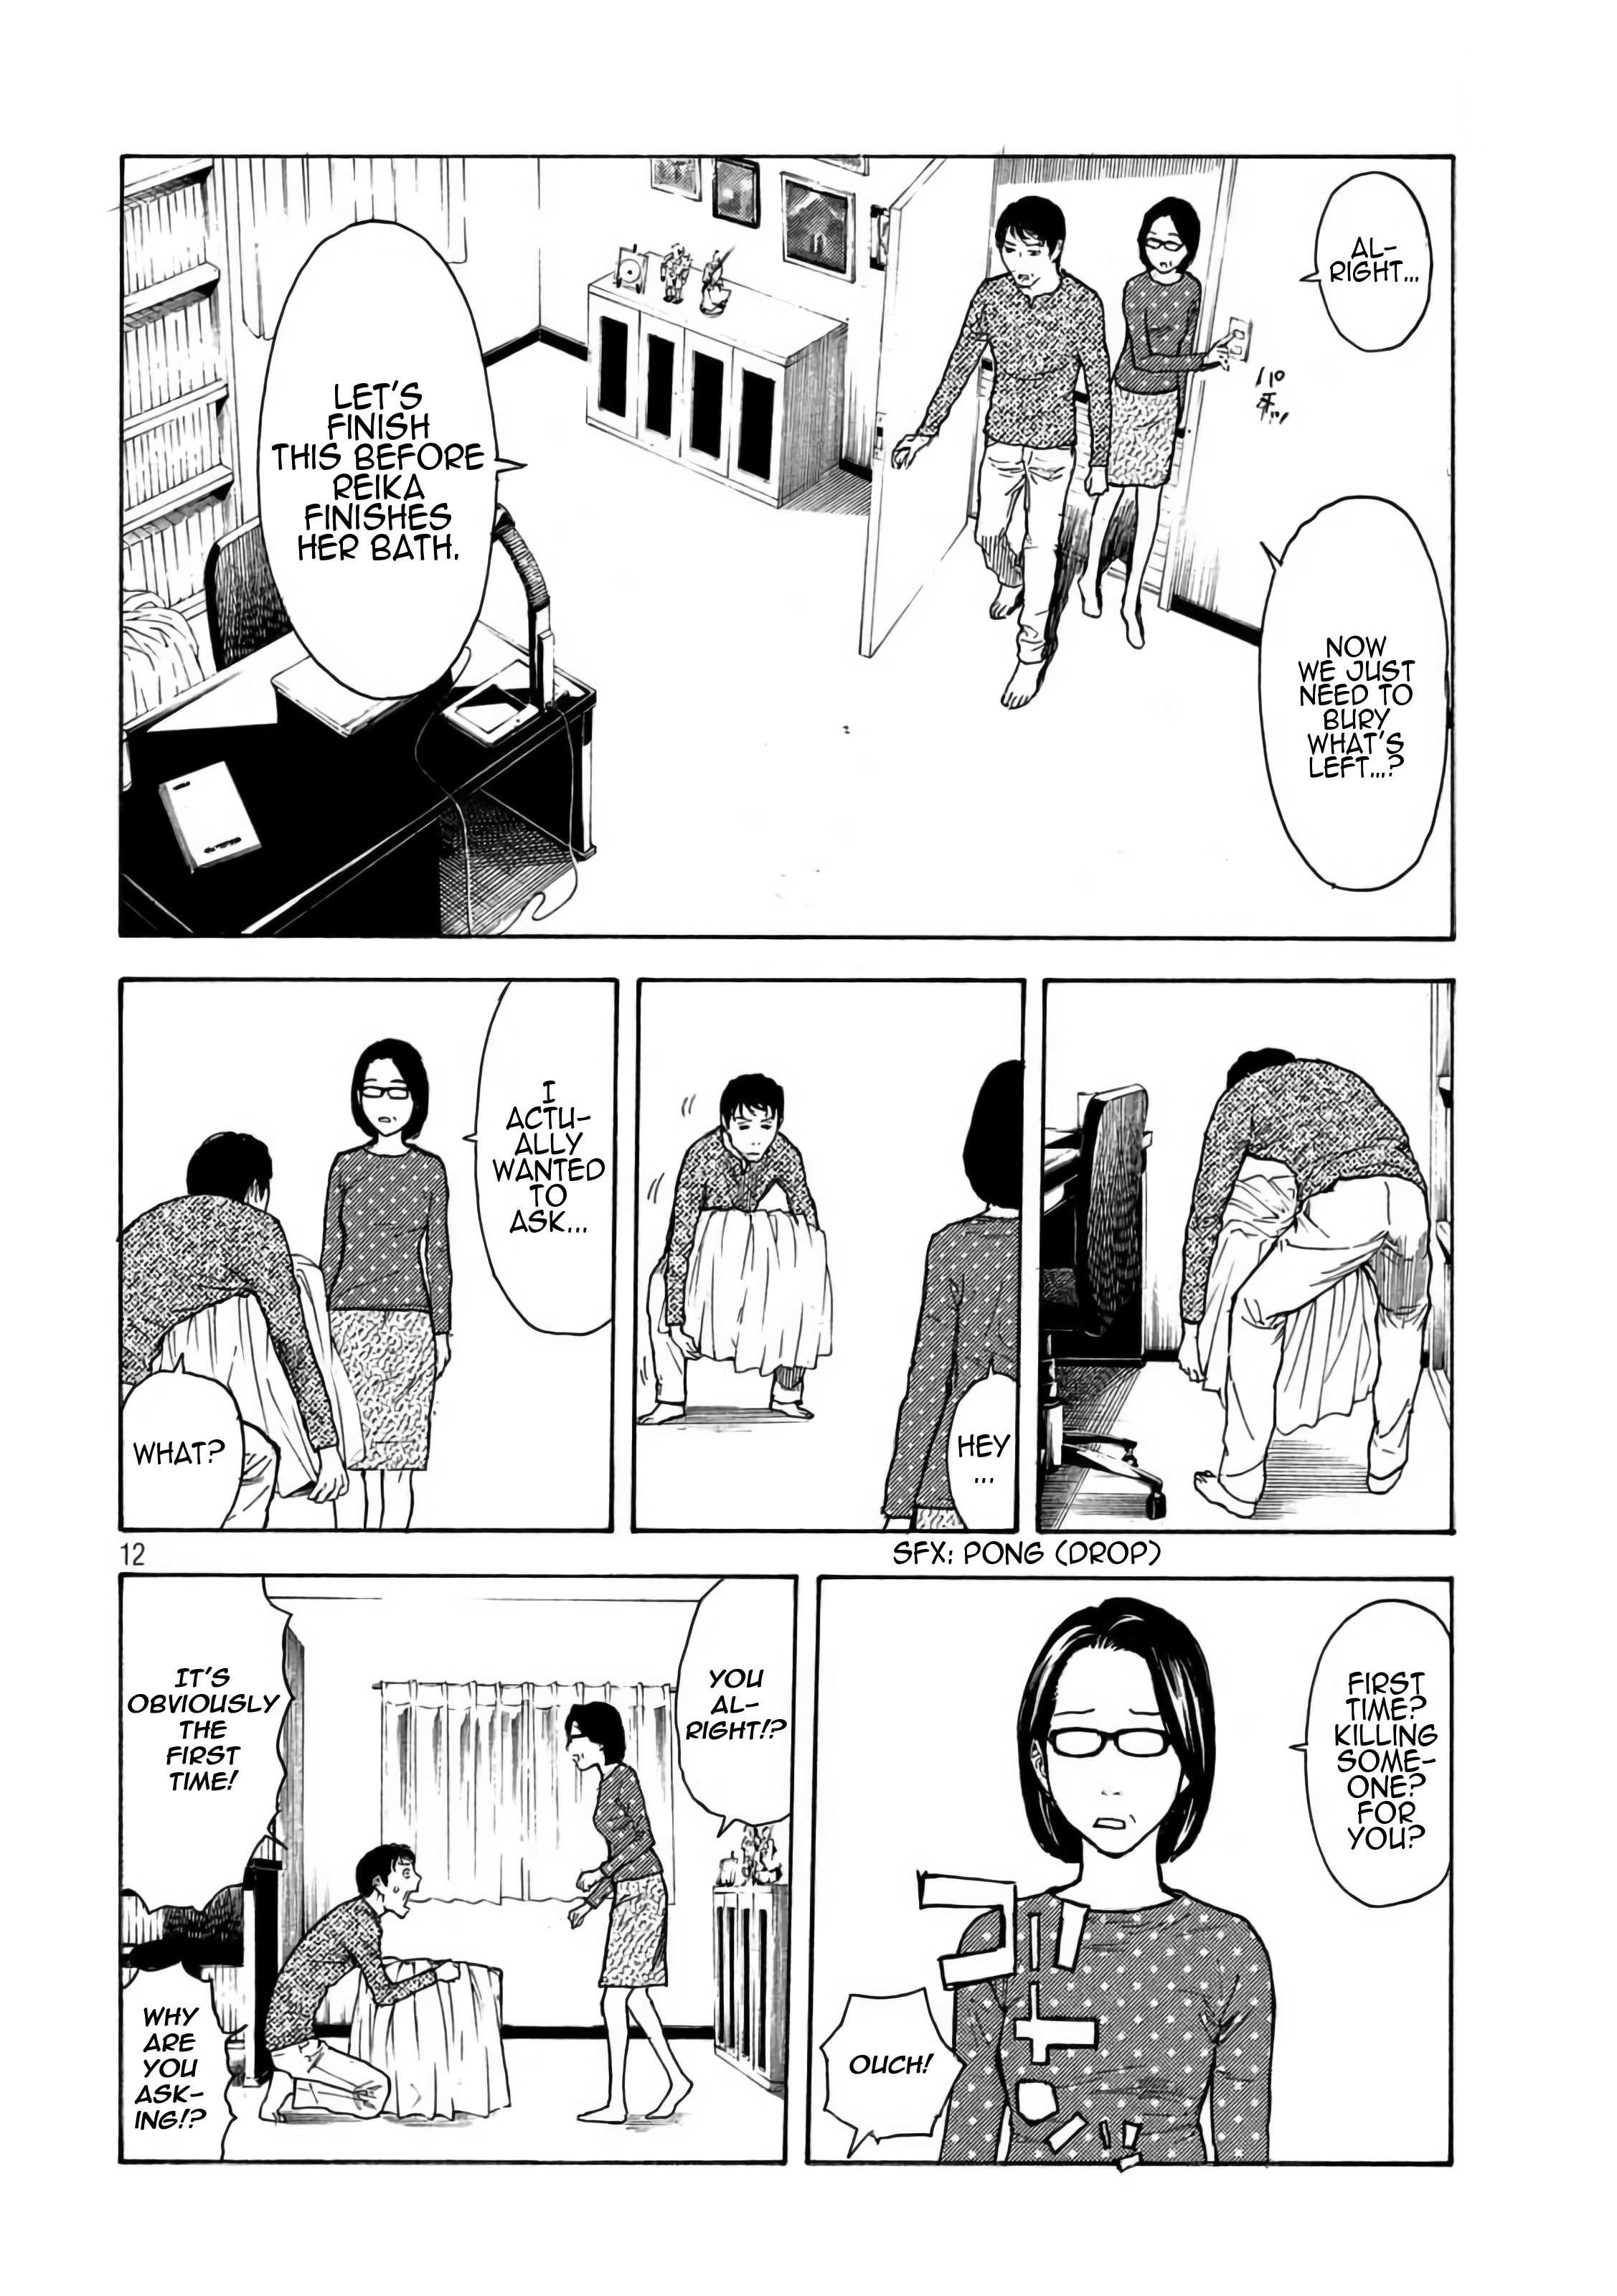 AL-
RIGHT...
パチ...
NOW
WE JUST
NEED TO
BURY
WHAT'S
LEFT...?
LET'S
FINISH
THIS BEFORE
REIKA
FINISHES
HER BATH.
HEY
...
I
ACTU-
ALLY
WANTED
TO
ASK...
WHAT?
12
SFX: PONG (DROP)
FIRST
TIME?
KILLING
SOME-
ONE?
FOR
YOU?
OUCH!
YOU
AL-
RIGHT!?
IT'S
OBVIOUSLY
THE
FIRST
TIME!
WHY
ARE
YOU
ASK-
ING!?